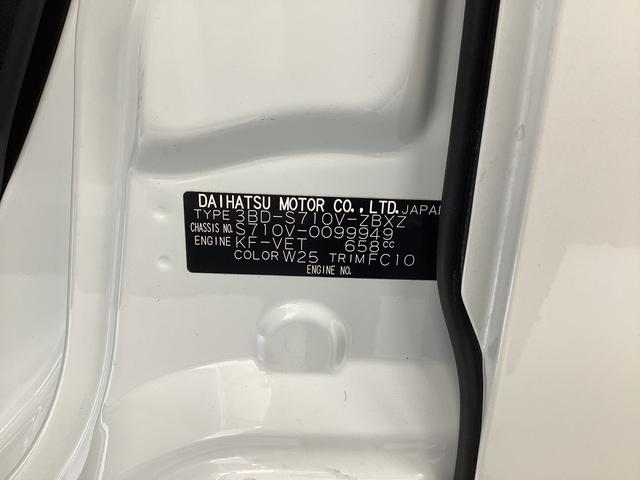 DAIHATSU MOTOR CO., LTD. JAPAN
TYPE 3BD-S710V-ZBXZ
CHASSIS NO. S710V-0099949
ENGINE KF-VET 658cc
COLOR W25 TRIM FC10
ENGINE NO.